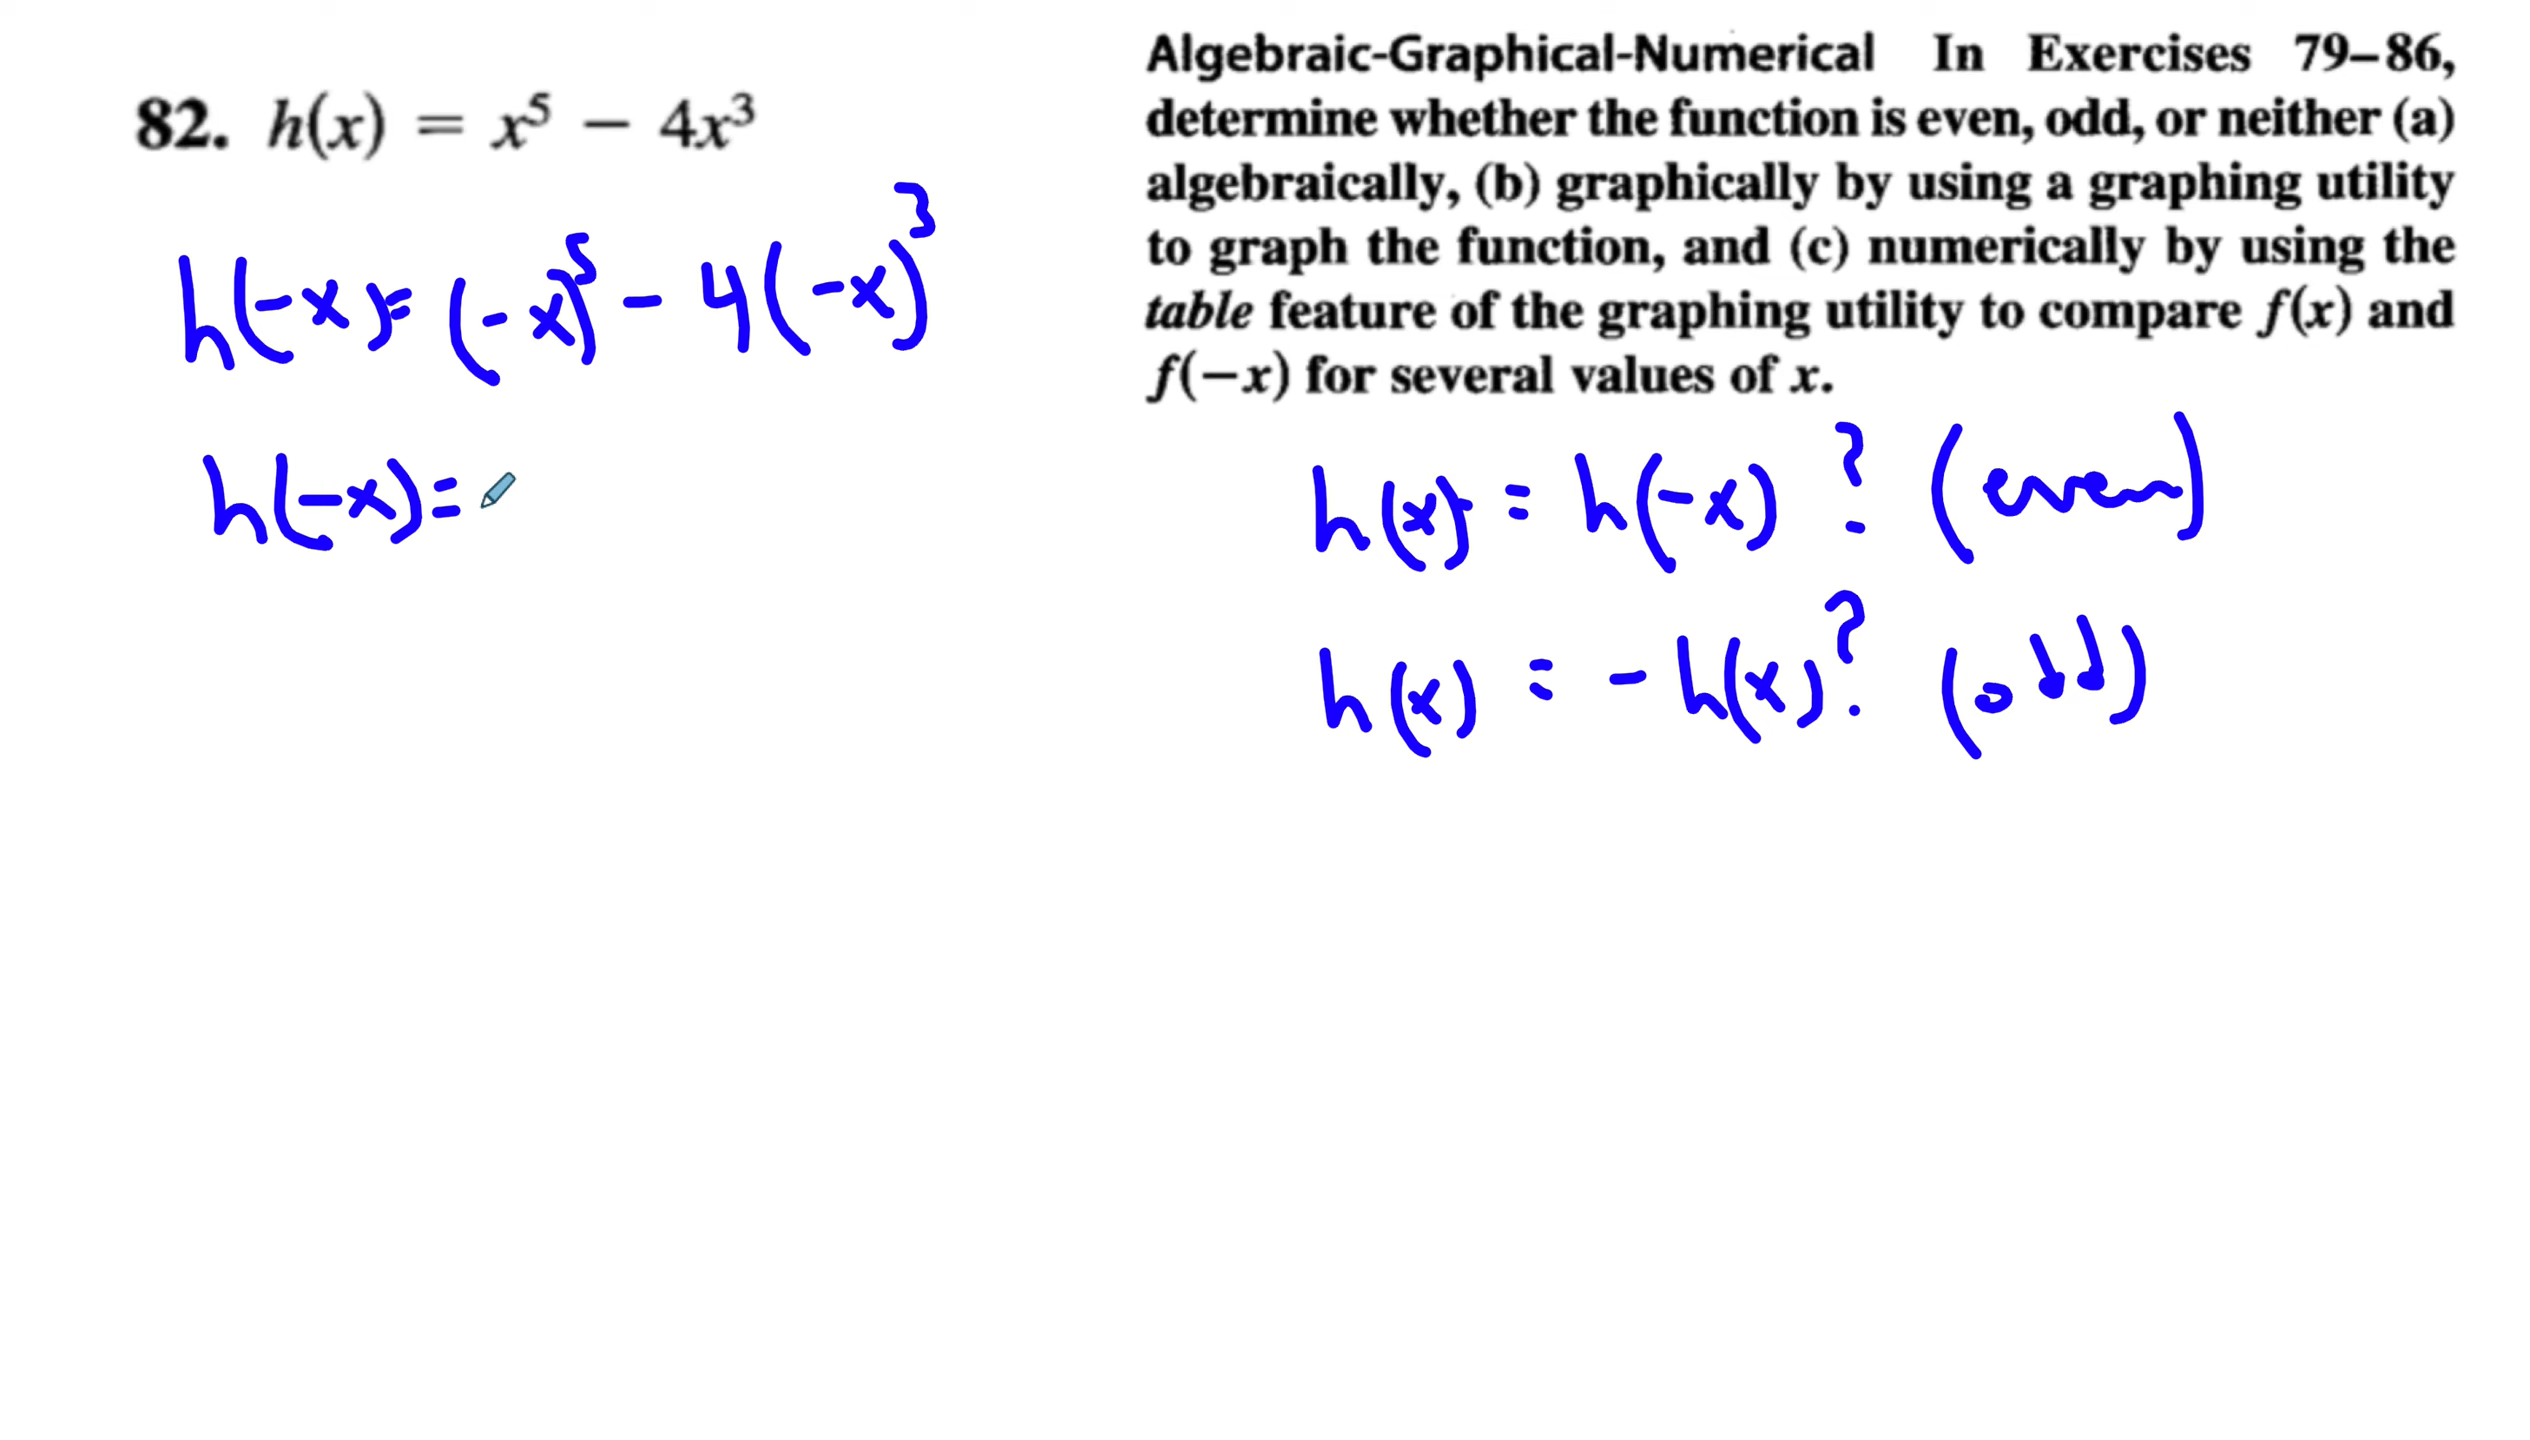 82. h(x) = x⁵ − 4x³
h(-x) = (-x)⁵ - 4(-x)³
h(-x) =
Algebraic-Graphical-Numerical In Exercises 79–86,
determine whether the function is even, odd, or neither (a)
algebraically, (b) graphically by using a graphing utility
to graph the function, and (c) numerically by using the
table feature of the graphing utility to compare f(x) and
f(−x) for several values of x.
h(x) = h(-x) ? (even)
h(x) = -h(x) ? (odd)